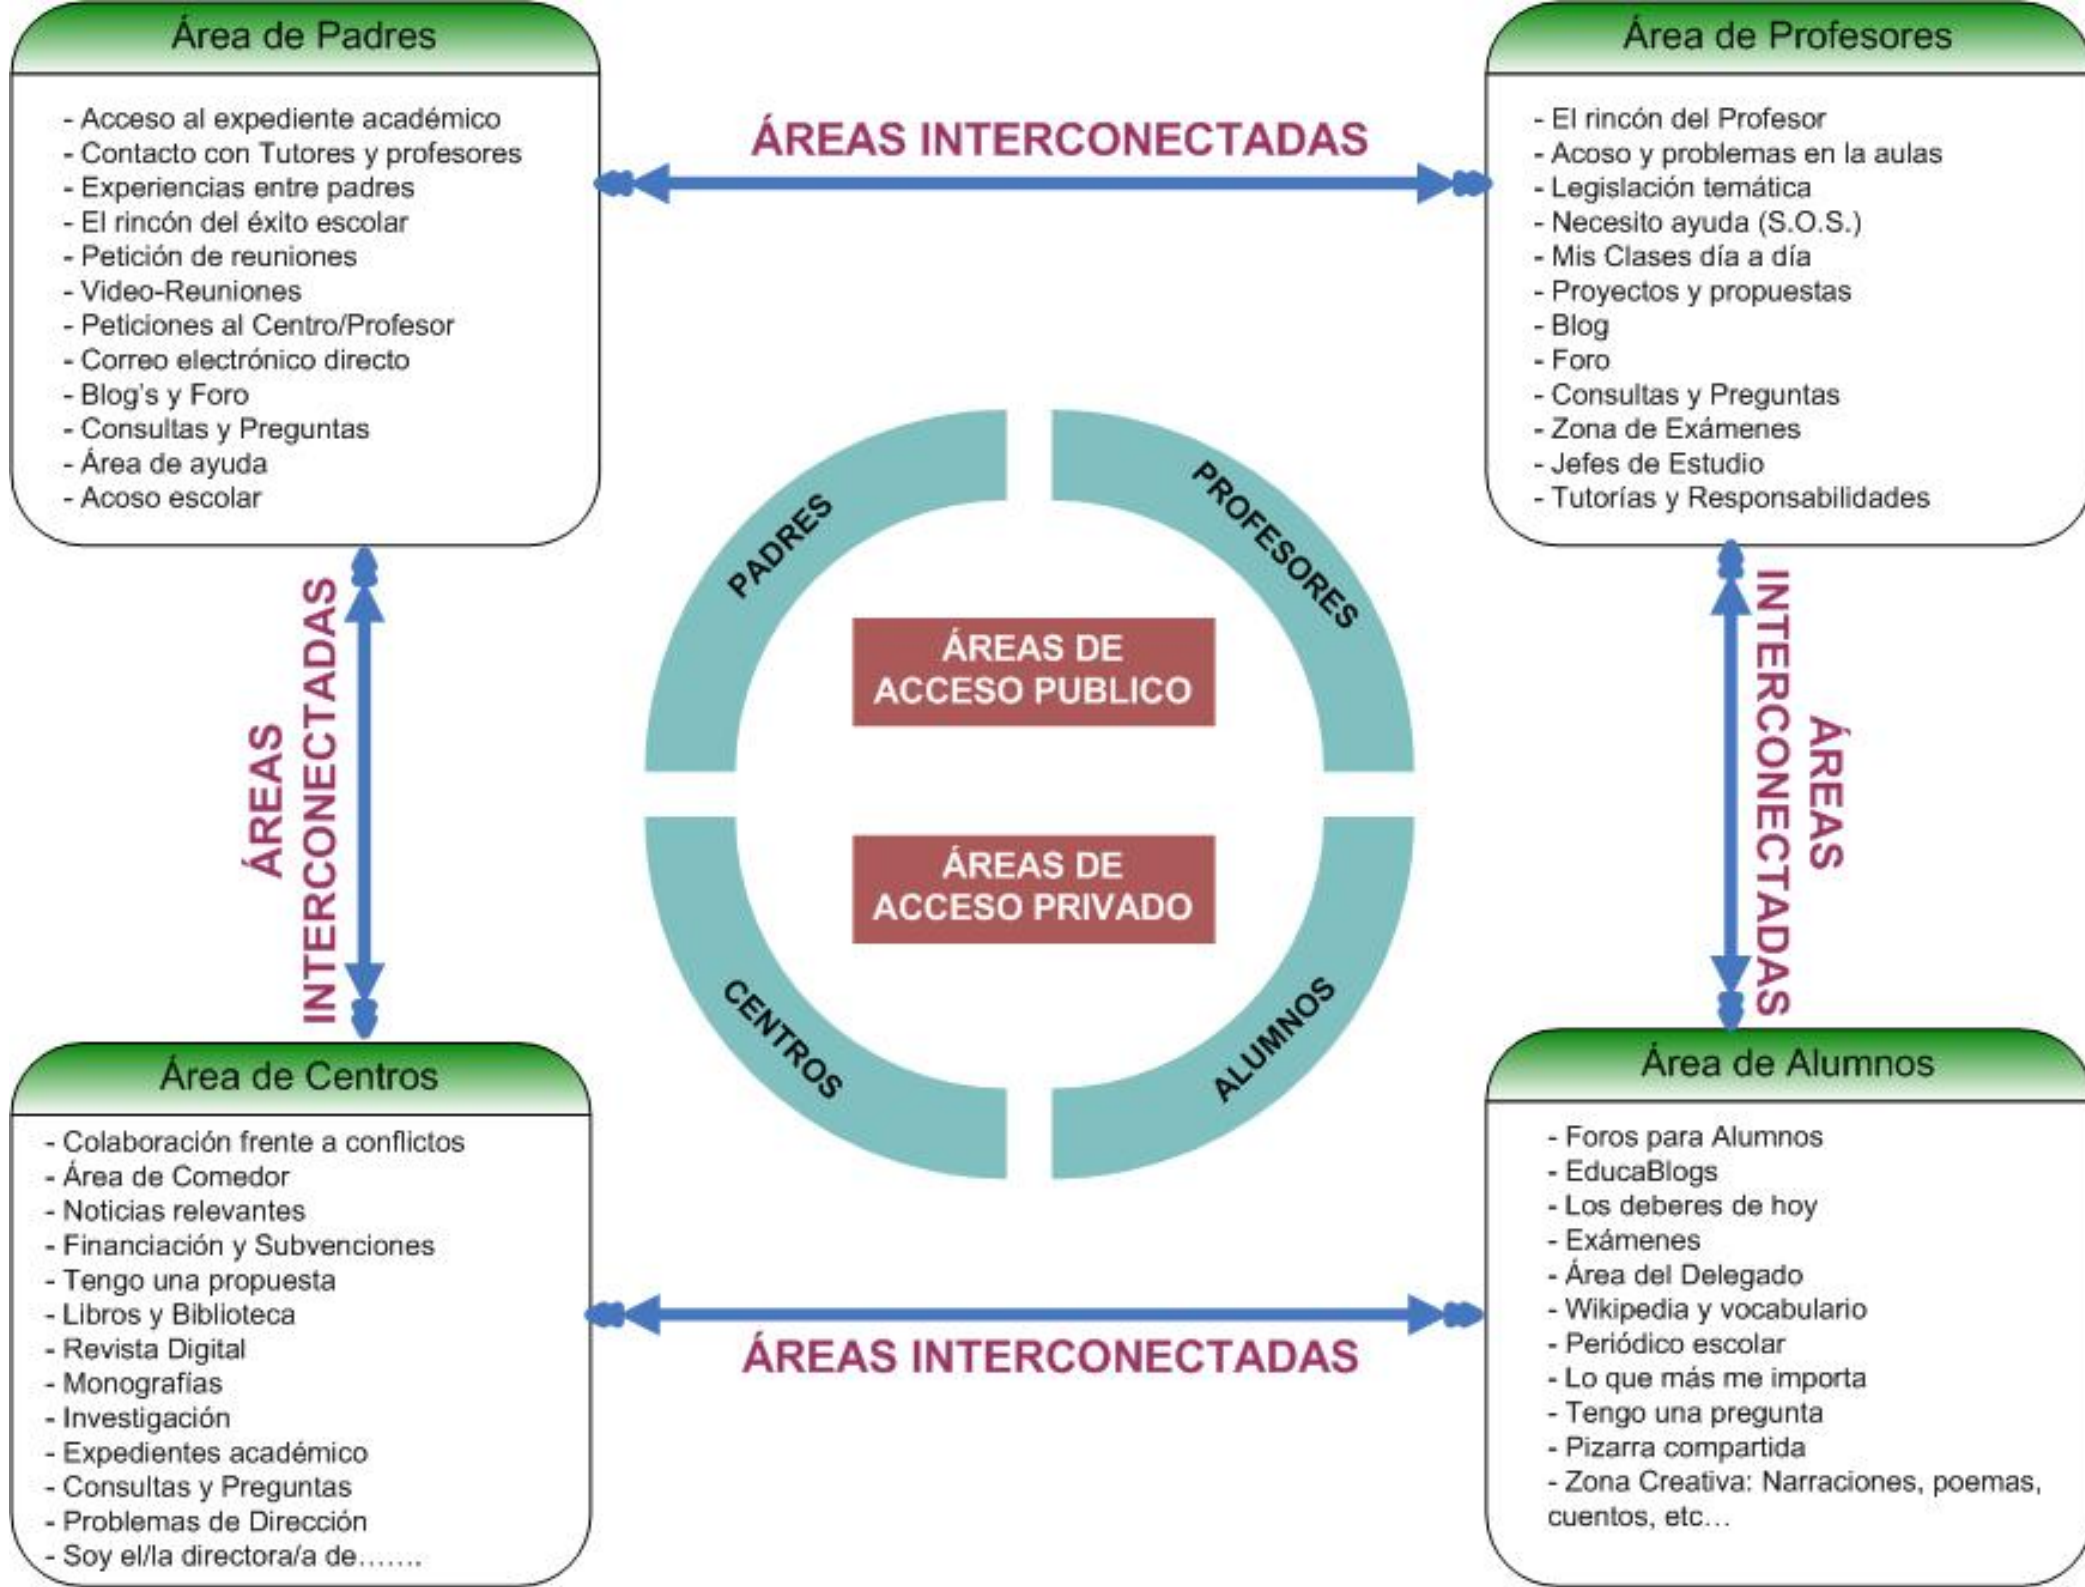 Área de Padres
- Acceso al expediente académico
- Contacto con Tutores y profesores
- Experiencias entre padres
- El rincón del éxito escolar
- Petición de reuniones
- Video-Reuniones
- Peticiones al Centro/Profesor
- Correo electrónico directo
- Blog's y Foro
- Consultas y Preguntas
- Área de ayuda
- Acoso escolar
ÁREAS INTERCONECTADAS
Área de Profesores
- El rincón del Profesor
- Acoso y problemas en la aulas
- Legislación temática
- Necesito ayuda (S.O.S.)
- Mis Clases día a día
- Proyectos y propuestas
- Blog
- Foro
- Consultas y Preguntas
- Zona de Exámenes
- Jefes de Estudio
- Tutorías y Responsabilidades
ÁREAS
INTERCONECTADAS
PADRES
PROFESORES
ÁREAS DE
ACCESO PUBLICO
ÁREAS DE
ACCESO PRIVADO
CENTROS
ALUMNOS
ÁREAS
INTERCONECTADAS
Área de Centros
- Colaboración frente a conflictos
- Área de Comedor
- Noticias relevantes
- Financiación y Subvenciones
- Tengo una propuesta
- Libros y Biblioteca
- Revista Digital
- Monografías
- Investigación
- Expedientes académico
- Consultas y Preguntas
- Problemas de Dirección
- Soy el/la directora/a de…….
ÁREAS INTERCONECTADAS
Área de Alumnos
- Foros para Alumnos
- EducaBlogs
- Los deberes de hoy
- Exámenes
- Área del Delegado
- Wikipedia y vocabulario
- Periódico escolar
- Lo que más me importa
- Tengo una pregunta
- Pizarra compartida
- Zona Creativa: Narraciones, poemas,
cuentos, etc…